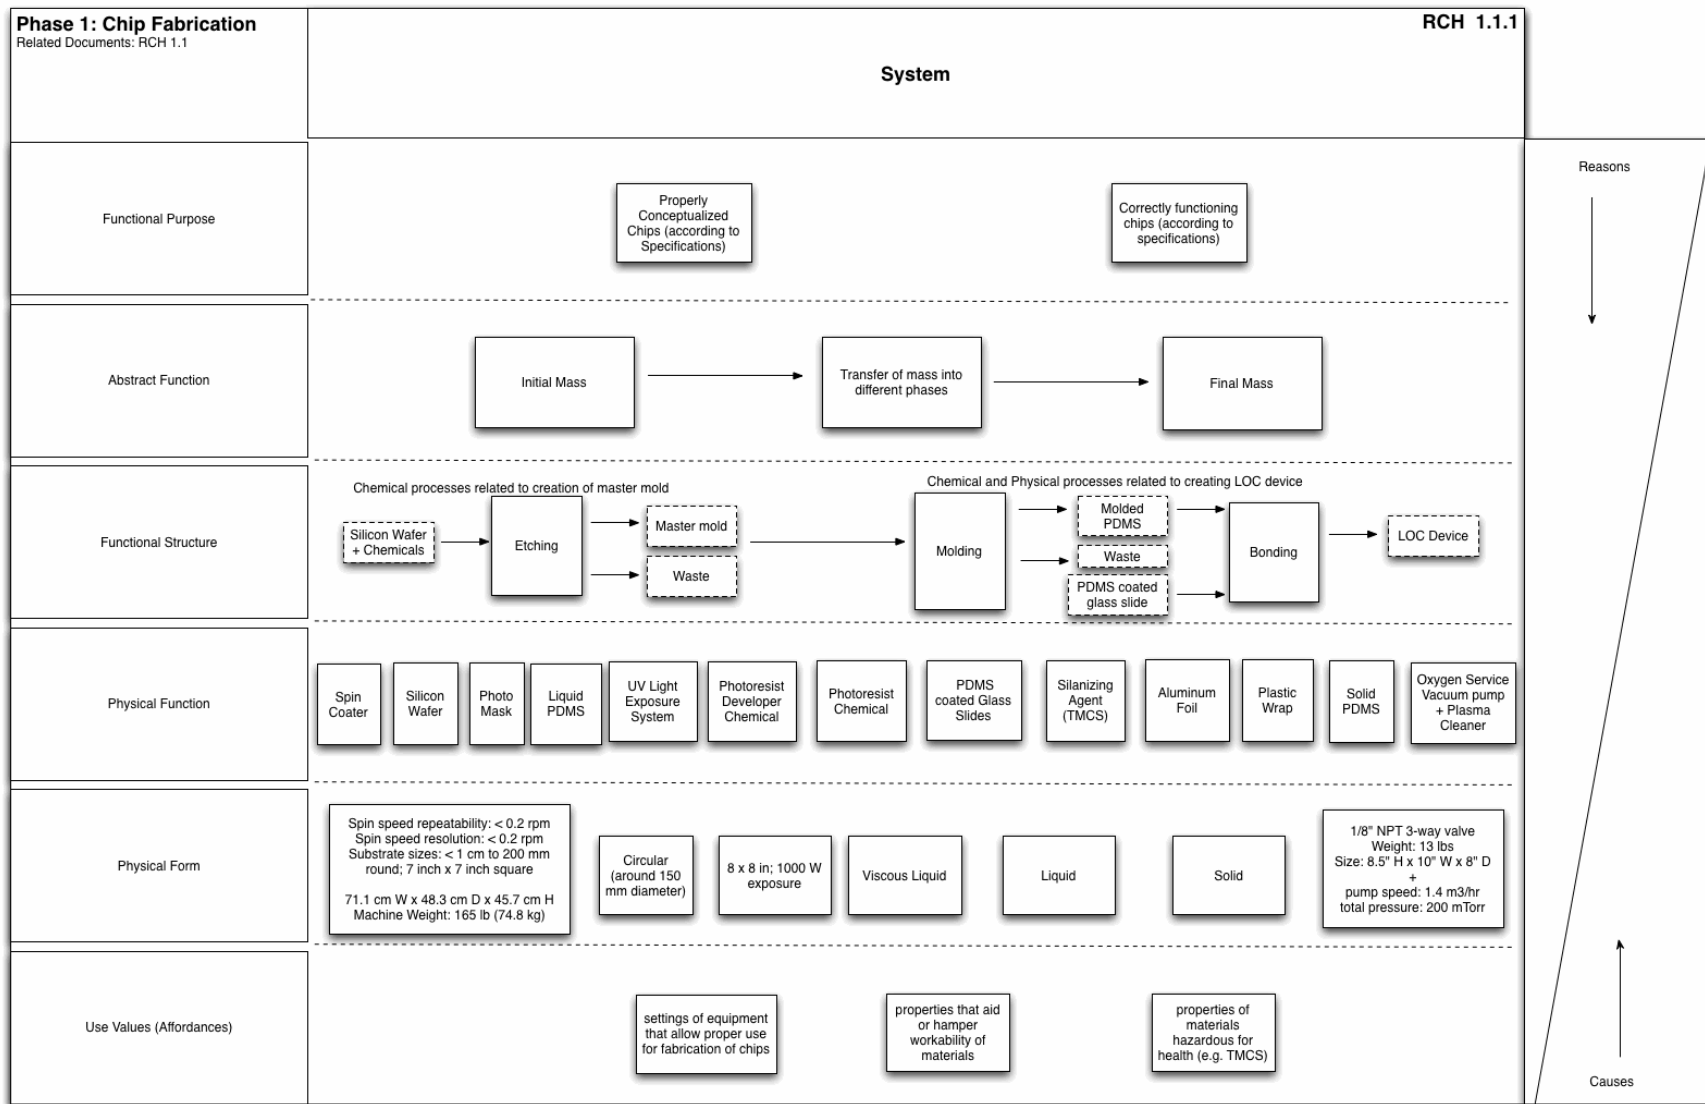 Phase 1: Chip Fabrication
Related Documents: RCH 1.1
RCH 1.1.1
System
Reasons
Functional Purpose
Properly
Conceptualized
Chips (according to
Specifications)
Correctly functioning
chips (according to
specifications)
Abstract Function
Initial Mass
Transfer of mass into
different phases
Final Mass
Functional Structure
Chemical processes related to creation of master mold
Silicon Wafer
+ Chemicals
Etching
Master mold
Waste
Chemical and Physical processes related to creating LOC device
Molding
Molded
PDMS
Waste
PDMS coated
glass slide
Bonding
LOC Device
Physical Function
Spin
Coater
Silicon
Wafer
Photo
Mask
Liquid
PDMS
UV Light
Exposure
System
Photoresist
Developer
Chemical
Photoresist
Chemical
PDMS
coated Glass
Slides
Silanizing
Agent
(TMCS)
Aluminum
Foil
Plastic
Wrap
Solid
PDMS
Oxygen Service
Vacuum pump
+ Plasma
Cleaner
Physical Form
Spin speed repeatability: < 0.2 rpm
Spin speed resolution: < 0.2 rpm
Substrate sizes: < 1 cm to 200 mm
round; 7 inch x 7 inch square
71.1 cm W x 48.3 cm D x 45.7 cm H
Machine Weight: 165 lb (74.8 kg)
Circular
(around 150
mm diameter)
8 x 8 in; 1000 W
exposure
Viscous Liquid
Liquid
Solid
1/8" NPT 3-way valve
Weight: 13 lbs
Size: 8.5" H x 10" W x 8" D
+
pump speed: 1.4 m3/hr
total pressure: 200 mTorr
Use Values (Affordances)
settings of equipment
that allow proper use
for fabrication of chips
properties that aid
or hamper
workability of
materials
properties of
materials
hazardous for
health (e.g. TMCS)
Causes